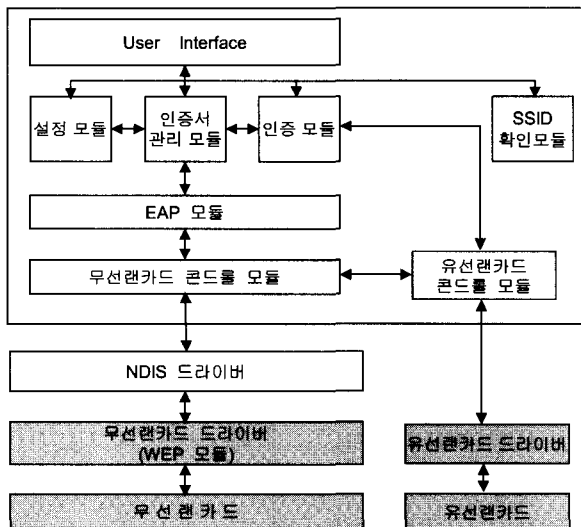 User Interface
설정 모듈
인증서
관리 모듈
인증 모듈
SSID
확인모듈
EAP 모듈
무선랜카드 콘드롤 모듈
유선랜카드
콘드롤 모듈
NDIS 드라이버
무선랜카드 드라이버
(WEP 모듈)
유선랜카드 드라이버
무선랜카드
유선랜카드